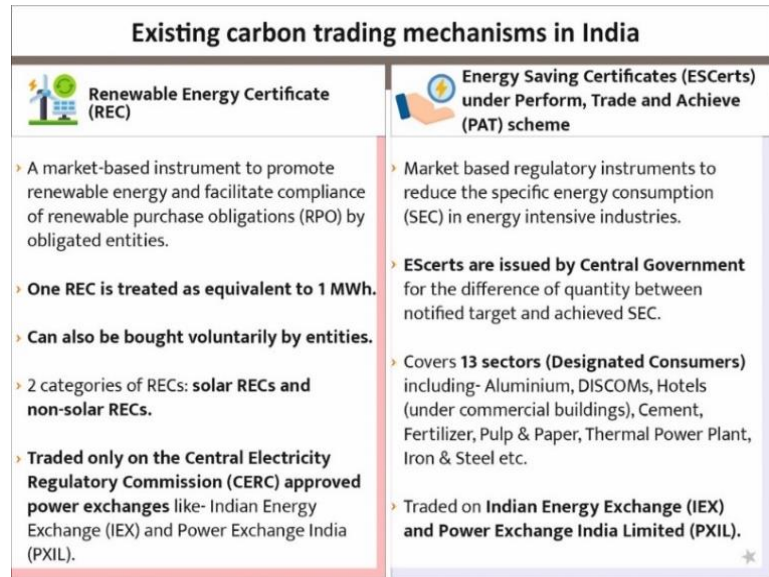 Existing carbon trading mechanisms in India
Renewable Energy Certificate
(REC)
› A market-based instrument to promote
renewable energy and facilitate compliance
of renewable purchase obligations (RPO) by
obligated entities.
› One REC is treated as equivalent to 1 MWh.
› Can also be bought voluntarily by entities.
› 2 categories of RECs: solar RECs and
non-solar RECs.
› Traded only on the Central Electricity
Regulatory Commission (CERC) approved
power exchanges like- Indian Energy
Exchange (IEX) and Power Exchange India
(PXIL).
Energy Saving Certificates (ESCerts)
under Perform, Trade and Achieve
(PAT) scheme
› Market based regulatory instruments to
reduce the specific energy consumption
(SEC) in energy intensive industries.
› EScerts are issued by Central Government
for the difference of quantity between
notified target and achieved SEC.
› Covers 13 sectors (Designated Consumers)
including- Aluminium, DISCOMs, Hotels
(under commercial buildings), Cement,
Fertilizer, Pulp & Paper, Thermal Power Plant,
Iron & Steel etc.
› Traded on Indian Energy Exchange (IEX)
and Power Exchange India Limited (PXIL).